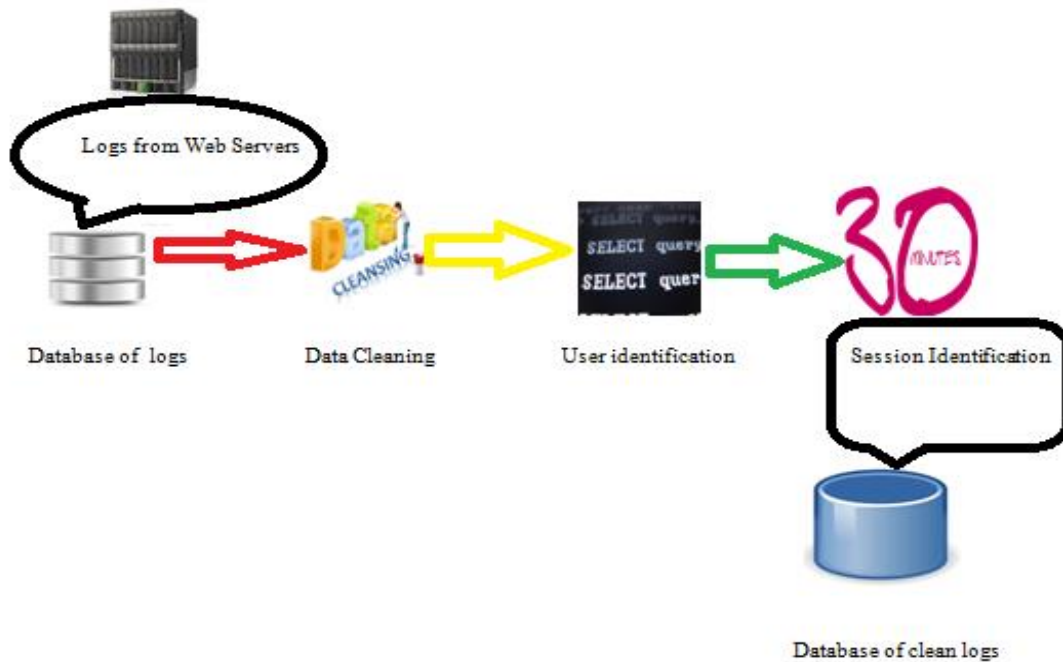 Logs from Web Servers
Data
CLEANSING
SELECT query
SELECT query
SELECT quer
SELECT
30
MINUTES
Database of logs
Data Cleaning
User identification
Session Identification
Database of clean logs